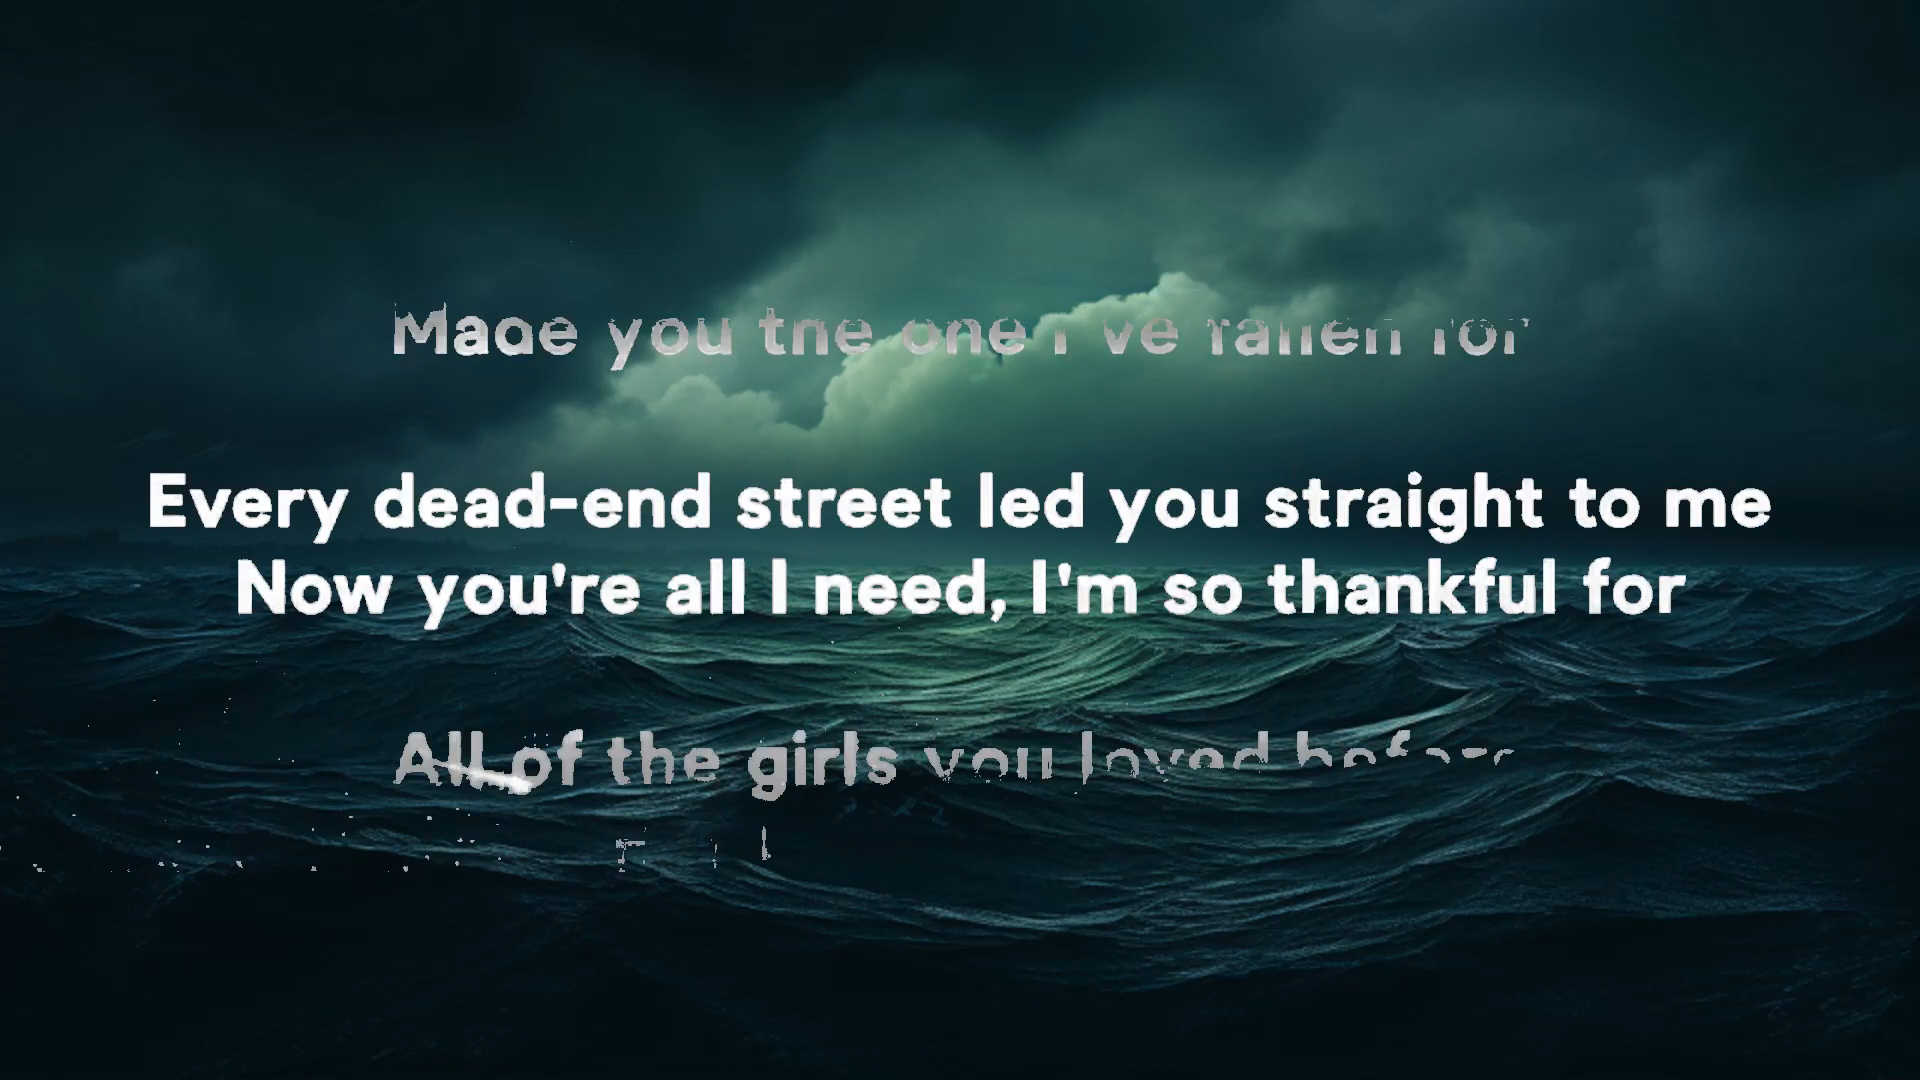 Made you the one I've fallen for
Every dead-end street led you straight to me
Now you're all I need, I'm so thankful for
All of the girls you loved before